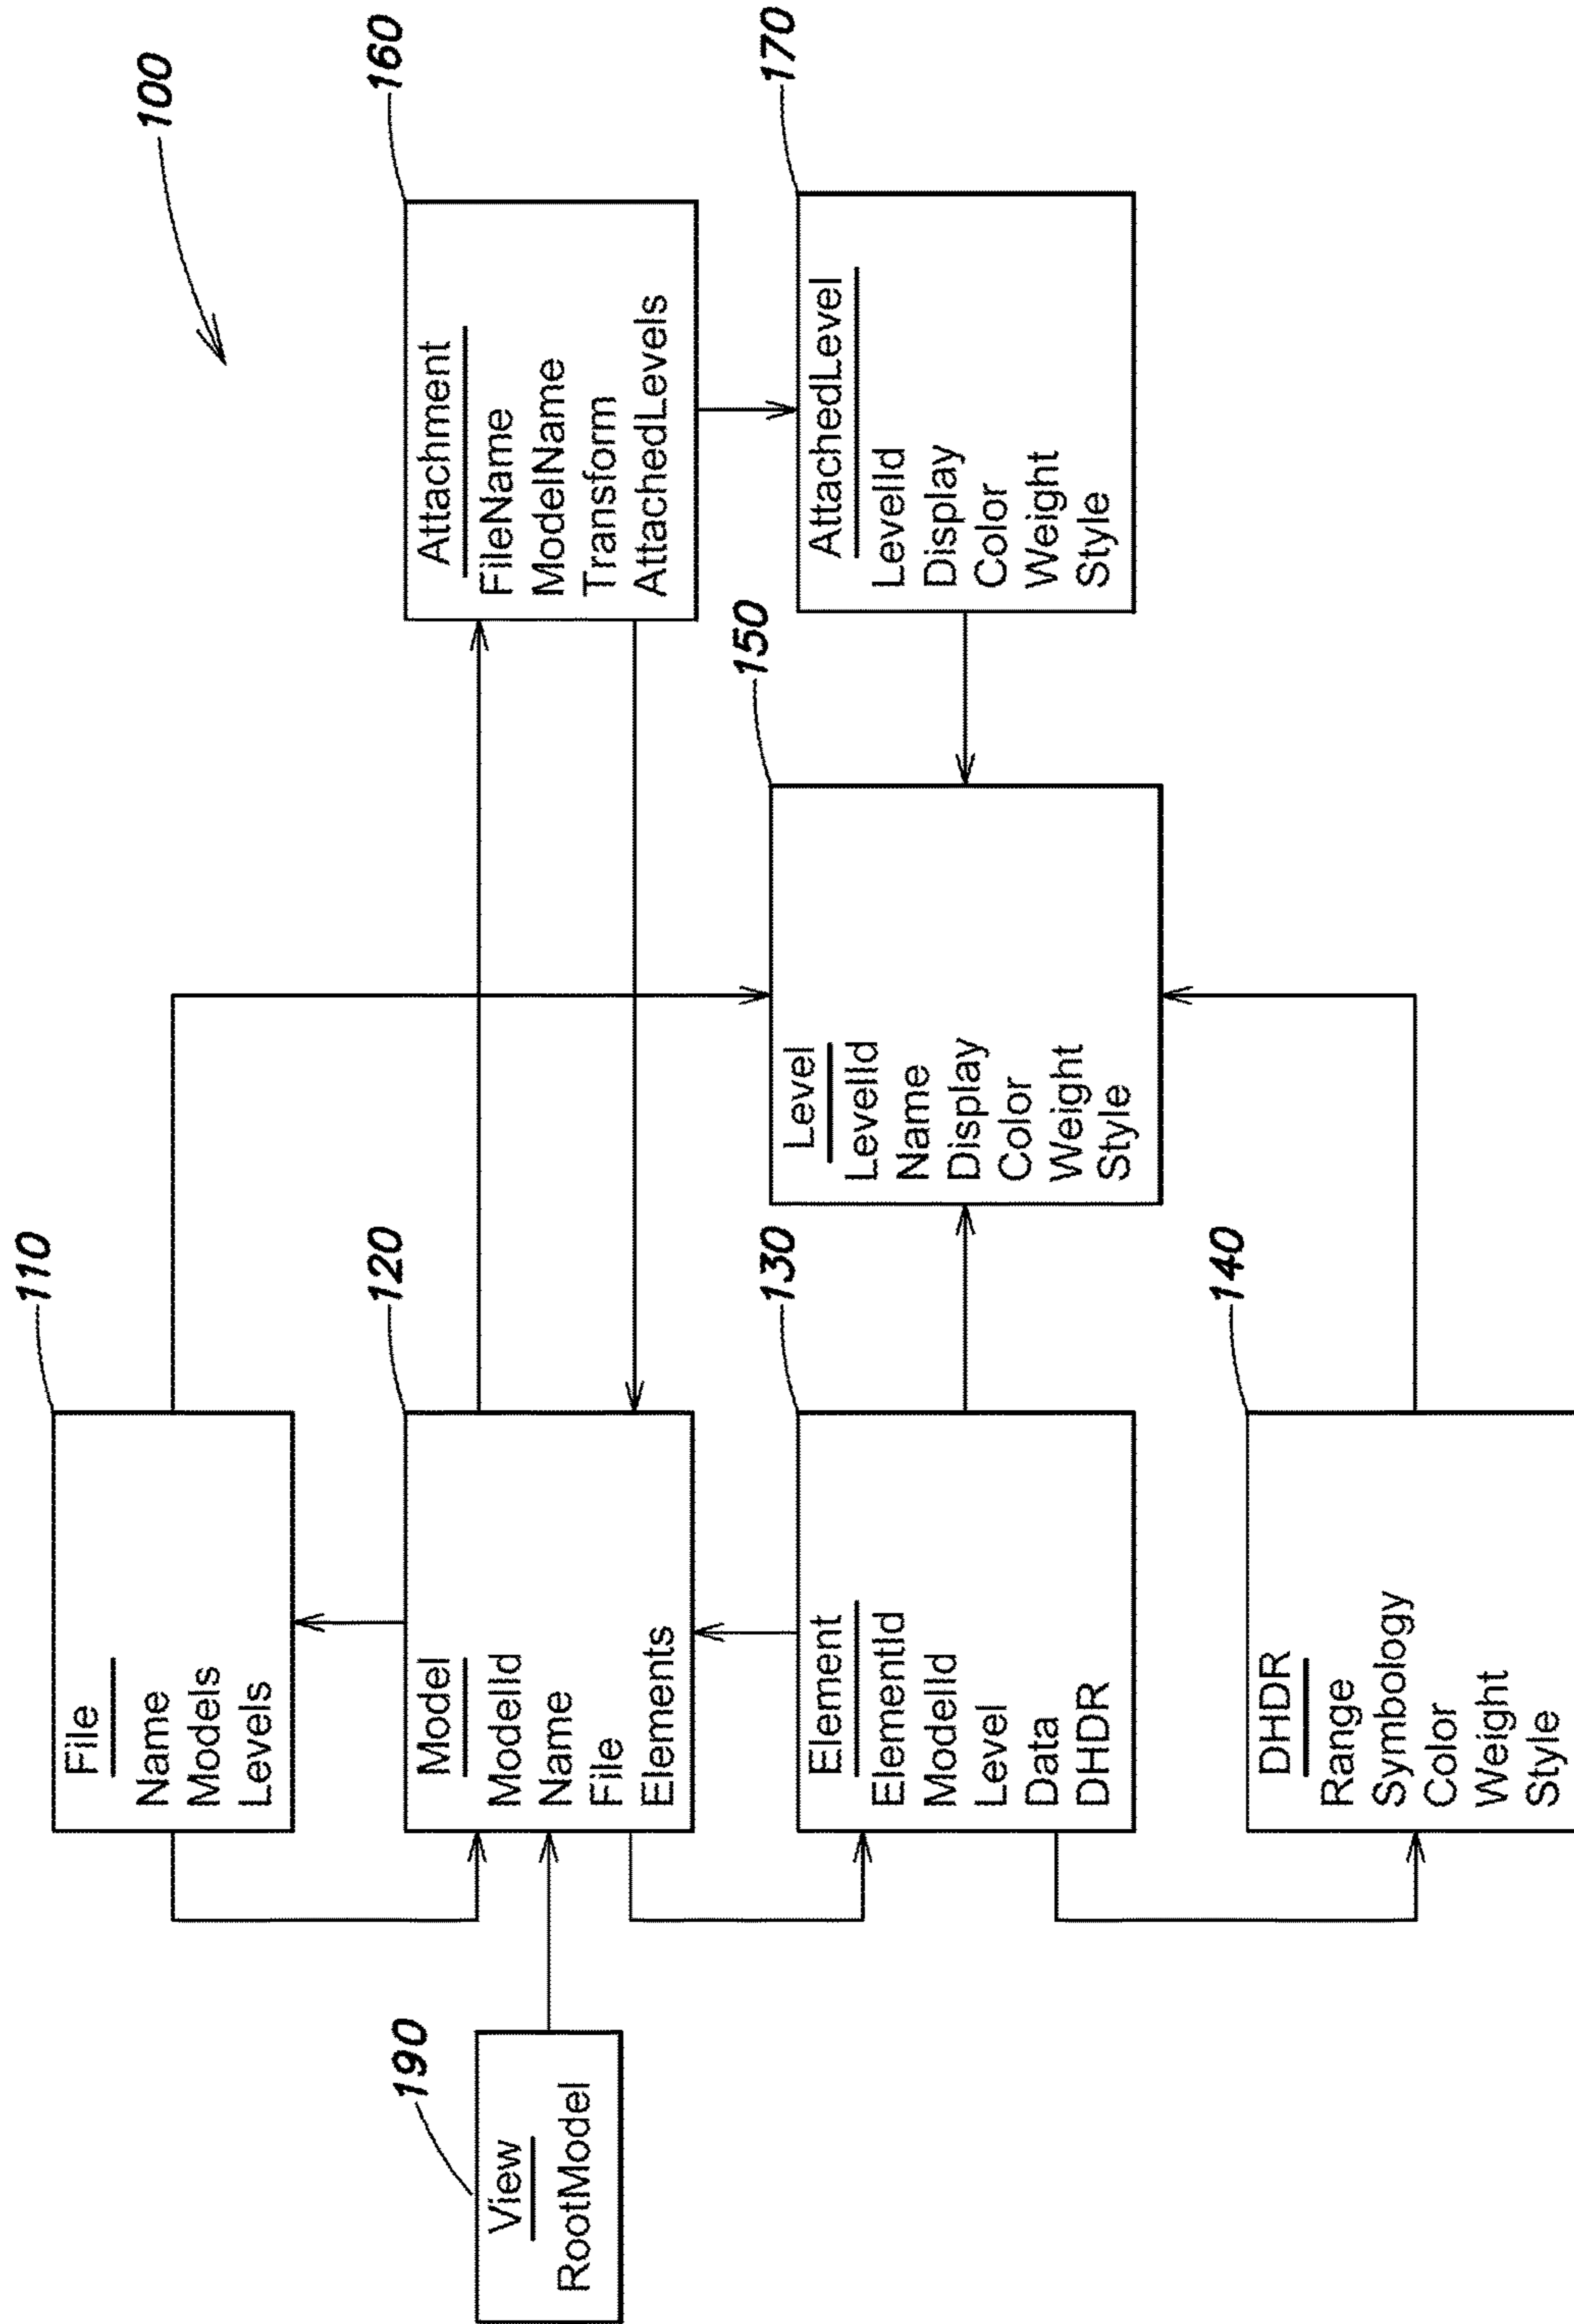 100
110
File
Name
Models
Levels
120
Model
ModelId
Name
File
Elements
160
Attachment
FileName
ModelName
Transform
AttachedLevels
190
View
RootModel
130
Element
ElementId
ModelId
Level
Data
DHDR
150
Level
LevelId
Name
Display
Color
Weight
Style
170
AttachedLevel
LevelId
Display
Color
Weight
Style
140
DHDR
Range
Symbology
Color
Weight
Style